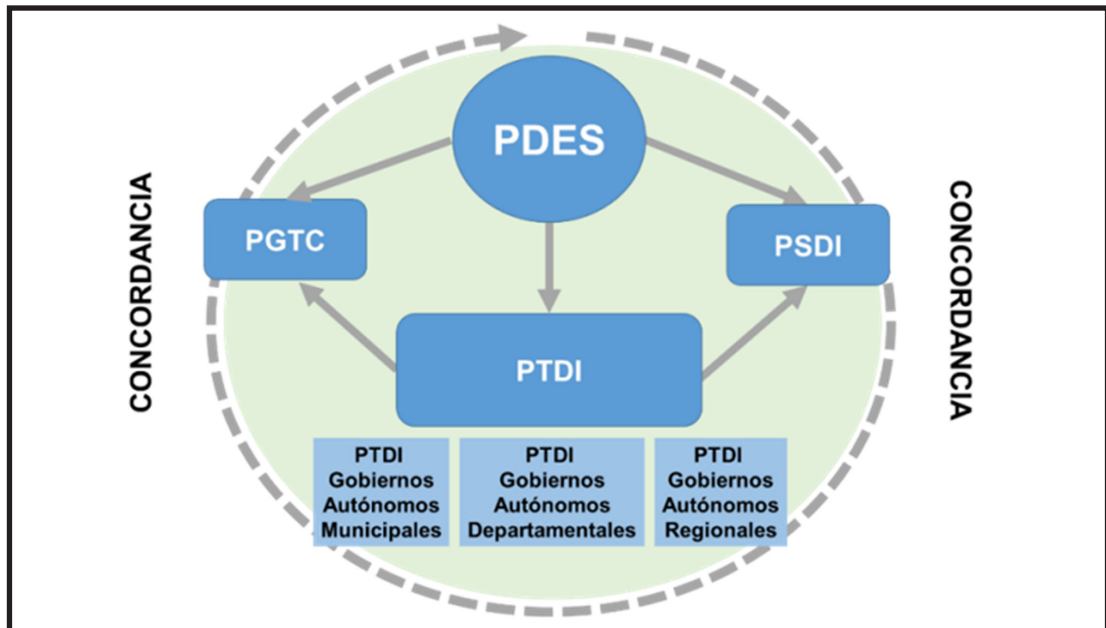 PDES
CONCORDANCIA
PGTC
PSDI
CONCORDANCIA
PTDI
PTDI
Gobiernos
Autónomos
Municipales
PTDI
Gobiernos
Autónomos
Departamentales
PTDI
Gobiernos
Autónomos
Regionales